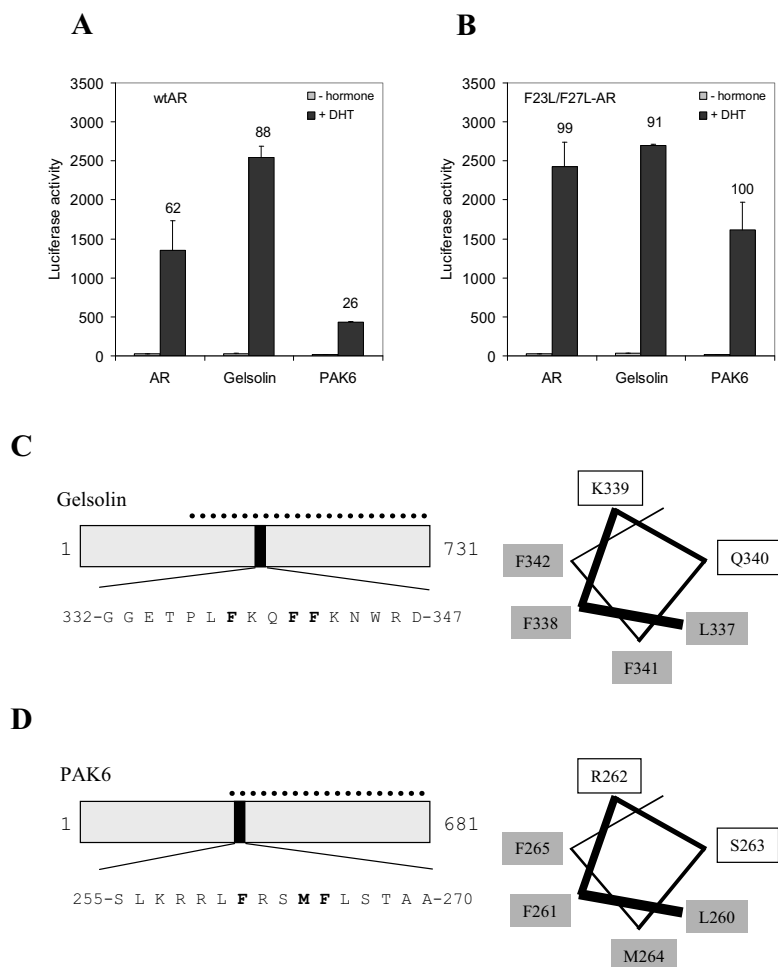 A
B
3500
3000
2500
2000
1500
1000
500
0
Luciferase activity
wtAR
- hormone
+ DHT
62
88
26
AR Gelsolin PAK6
3500
3000
2500
2000
1500
1000
500
0
Luciferase activity
F23L/F27L-AR
- hormone
+ DHT
99
91
100
AR Gelsolin PAK6
C
Gelsolin
1
731
332-G G E T P L F K Q F F K N W R D-347
K339
F342
Q340
F338
L337
F341
D
PAK6
1
681
255-S L K R R L F R S M F L S T A A-270
R262
F265
S263
F261
L260
M264